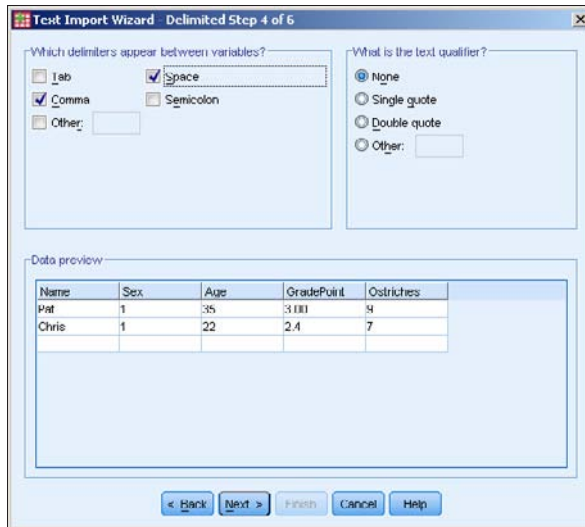 Text Import Wizard - Delimited Step 4 of 6
Which delimiters appear between variables?
Tab
Space
Comma
Semicolon
Other:
What is the text qualifier?
None
Single quote
Double quote
Other:
Data preview
Name Sex Age GradePoint Ostriches
Pat 1 35 3.00 9
Chris 1 22 2.4 7
< Back Next > Finish Cancel Help